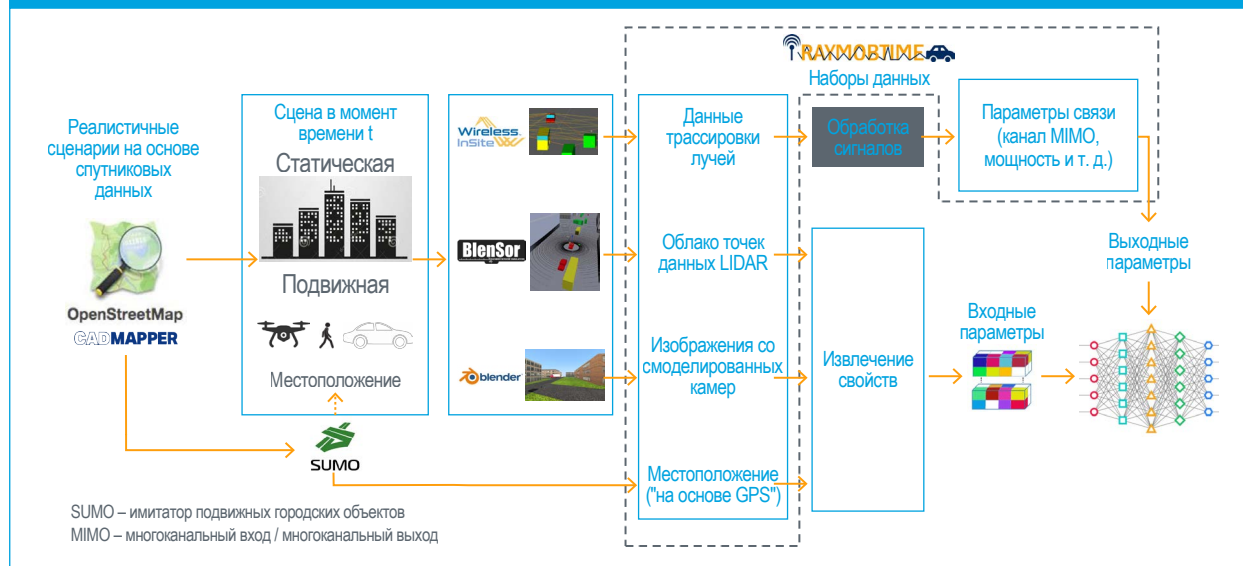 RAYMOBTIME
Наборы данных
Реалистичные
сценарии на основе
спутниковых
данных
OpenStreetMap
CADMAPPER
Сцена в момент
времени t
Статическая
Подвижная
Местоположение
SUMO
Wireless
InSite
BlenSor
blender
Данные
трассировки
лучей
Облако точек
данных LIDAR
Изображения со
смоделированных
камер
Местоположение
("на основе GPS")
Обработка
сигналов
Параметры связи
(канал MIMO,
мощность и т. д.)
Извлечение
свойств
Входные
параметры
Выходные
параметры
SUMO – имитатор подвижных городских объектов
MIMO – многоканальный вход / многоканальный выход